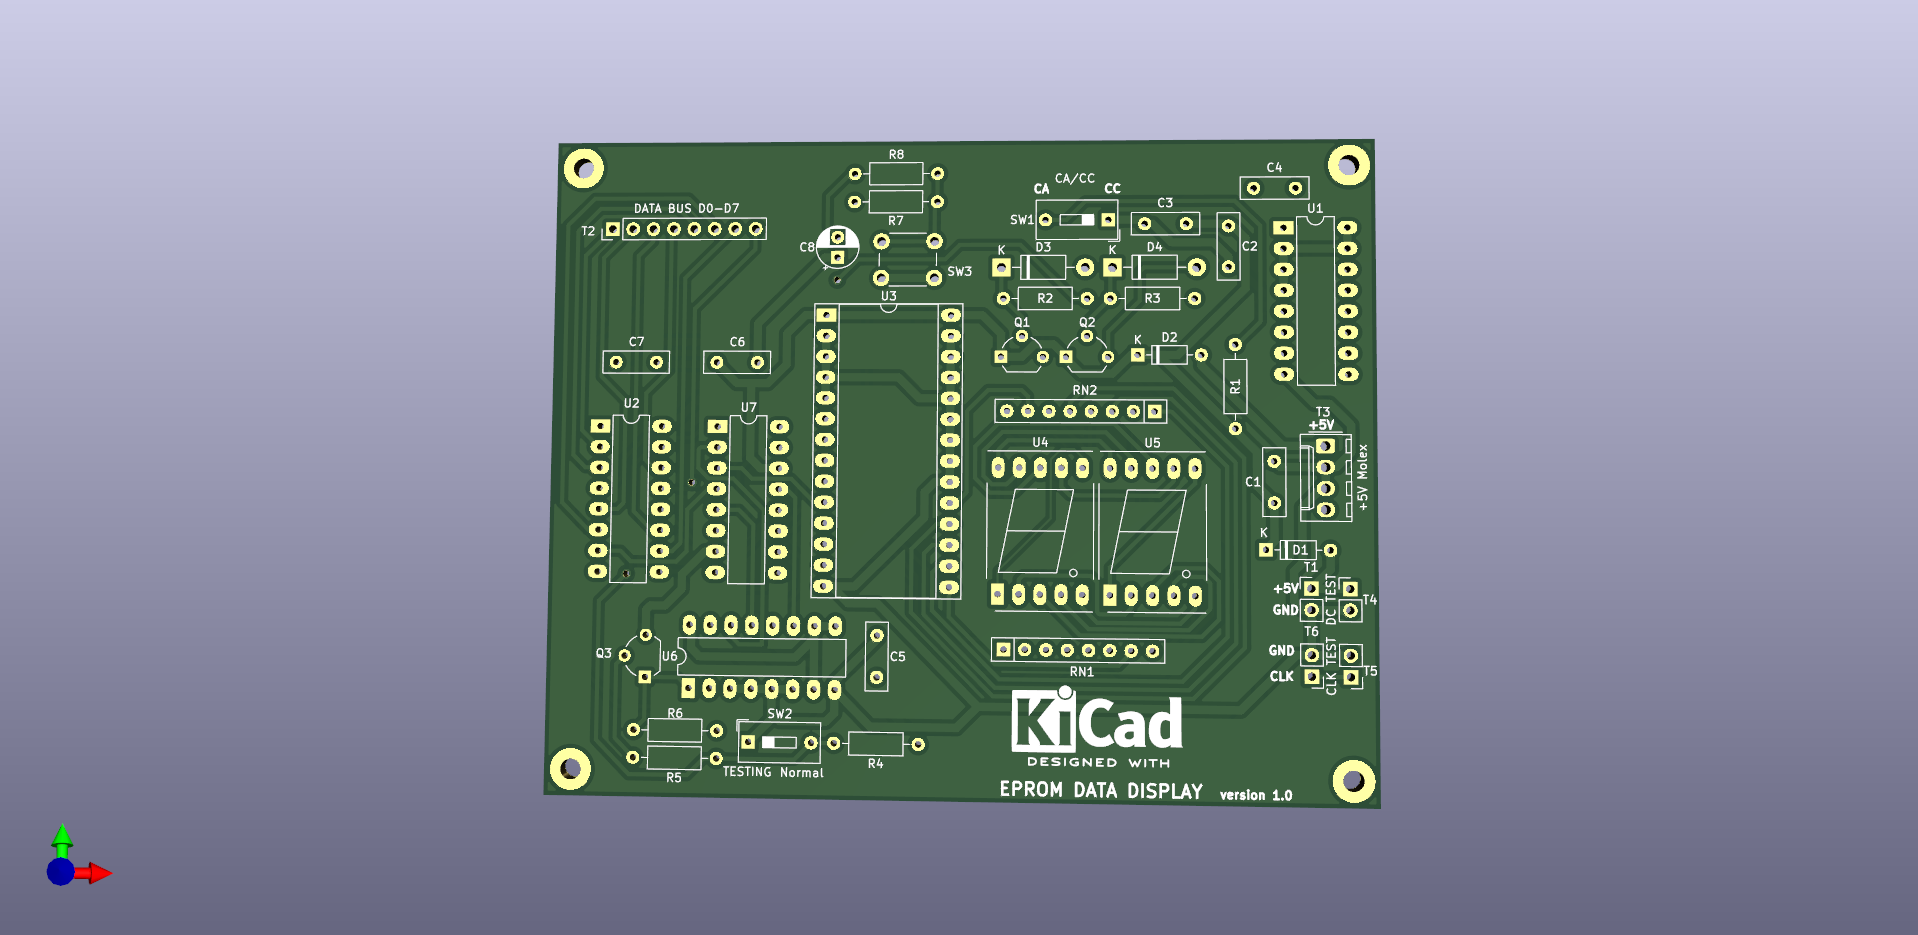 R8
C4
CA/CC
CA CC
DATA BUS D0-D7
C3
U1
T2
R7
SW1
C8
+
C2
K D3 K D4
SW3
U3
R2 R3
Q1 Q2
C7 C6
K D2
R1
RN2
U2 U7
T3
+5V
U4 U5
C1
+5V Molex
K
D1
T1
+5V
DC TEST
T4
GND
T6
Q3 U6
C5
GND
CLK
CLK TEST
T5
RN1
R6 SW2
KiCad
R4
DESIGNED WITH
TESTING Normal
R5
EPROM DATA DISPLAY version 1.0